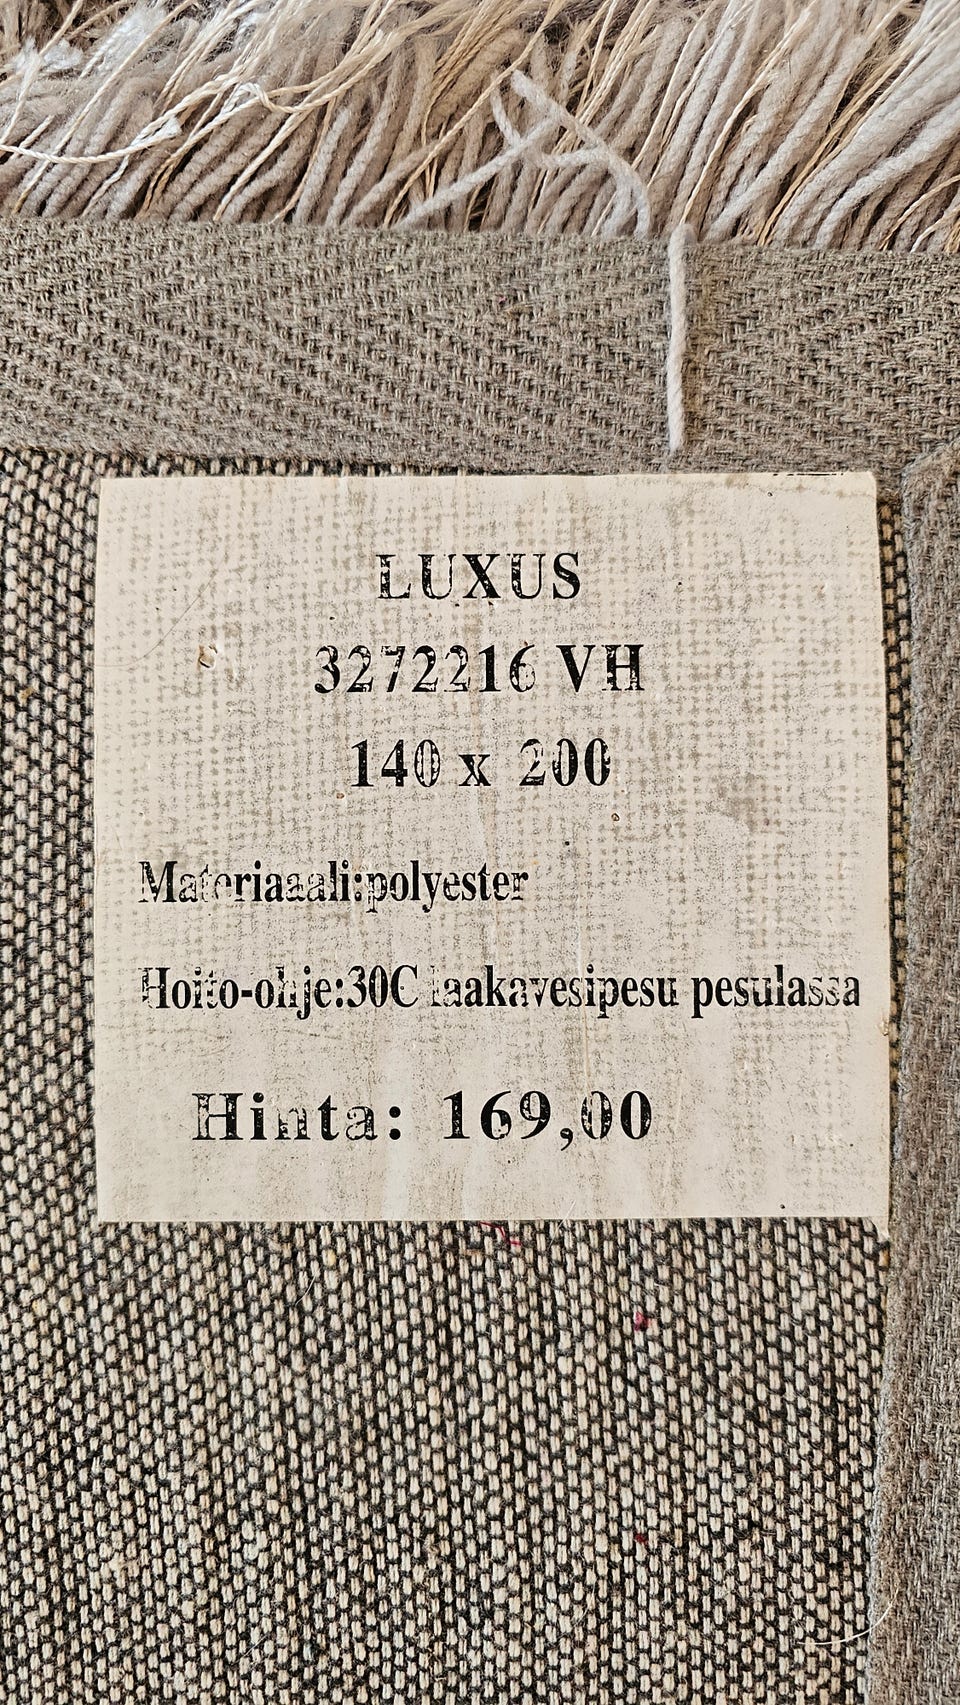 LUXUS
3272216 VH
140 x 200
Materiaaali:polyester
Hoito-ohje:30C laakavesipesu pesulassa
Hinta: 169,00